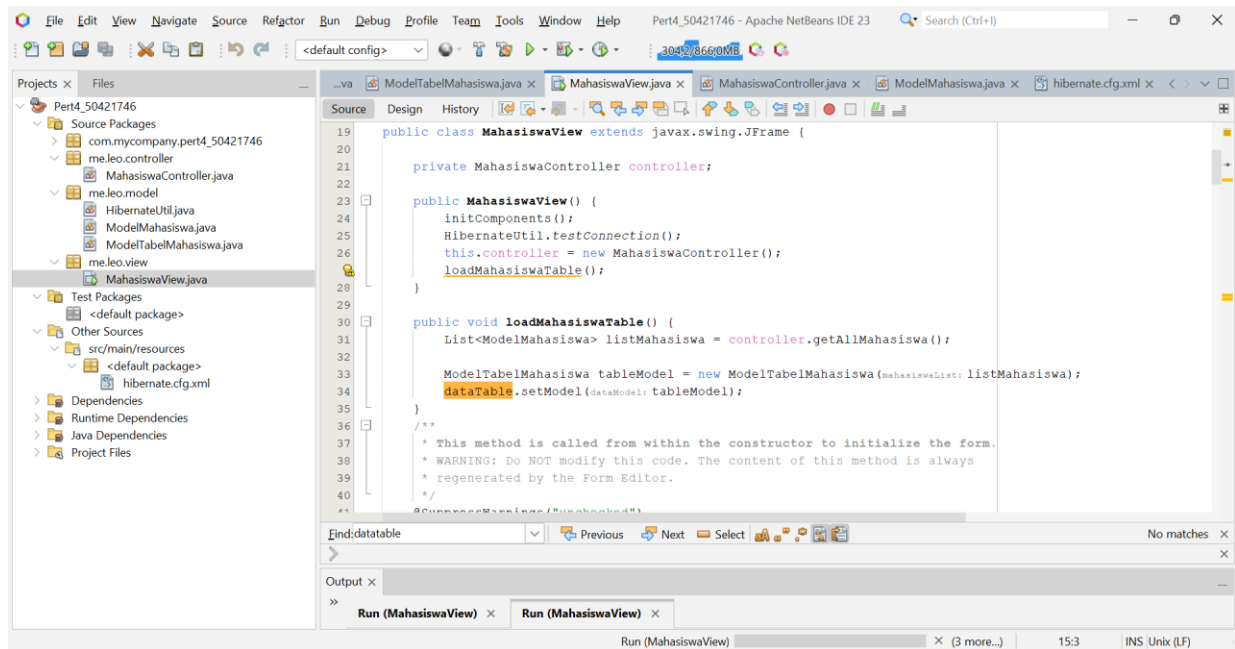 File Edit View Navigate Source Refactor Run Debug Profile Team Tools Window Help Pert4_50421746 - Apache NetBeans IDE 23 Search (Ctrl+I)
<default config> 304,2/866,0MB
Projects × Files
...va ModelTabelMahasiswa.java × MahasiswaView.java × MahasiswaController.java × ModelMahasiswa.java × hibernate.cfg.xml ×
Source Design History
Pert4_50421746
Source Packages
com.mycompany.pert4_50421746
me.leo.controller
MahasiswaController.java
me.leo.model
HibernateUtil.java
ModelMahasiswa.java
ModelTabelMahasiswa.java
me.leo.view
MahasiswaView.java
Test Packages
<default package>
Other Sources
src/main/resources
<default package>
hibernate.cfg.xml
Dependencies
Runtime Dependencies
Java Dependencies
Project Files
19 public class MahasiswaView extends javax.swing.JFrame {
20
21 private MahasiswaController controller;
22
23 public MahasiswaView() {
24 initComponents();
25 HibernateUtil.testConnection();
26 this.controller = new MahasiswaController();
loadMahasiswaTable();
28 }
29
30 public void loadMahasiswaTable() {
31 List<ModelMahasiswa> listMahasiswa = controller.getAllMahasiswa();
32
33 ModelTabelMahasiswa tableModel = new ModelTabelMahasiswa(mahasiswaList: listMahasiswa);
34 dataTable.setModel(dataModel: tableModel);
35 }
36 /**
37 * This method is called from within the constructor to initialize the form.
38 * WARNING: Do NOT modify this code. The content of this method is always
39 * regenerated by the Form Editor.
40 */
41 @SuppressWarnings("unchecked")
Find: datatable Previous Next Select No matches ×
Output ×
Run (MahasiswaView) × Run (MahasiswaView) ×
Run (MahasiswaView) × (3 more...) 15:3 INS Unix (LF)